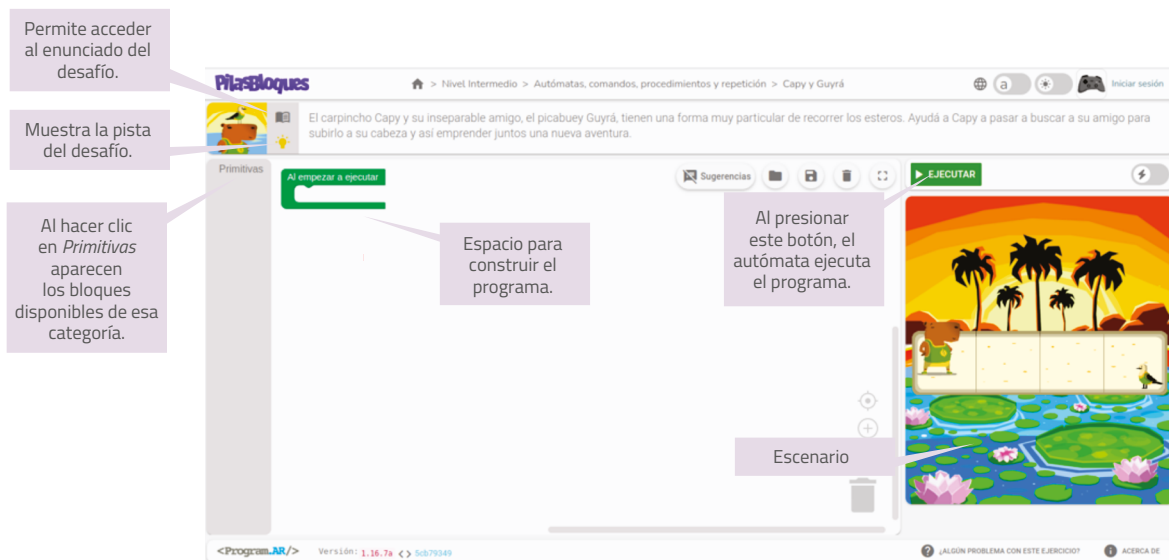 Permite acceder
al enunciado del
desafío.
Muestra la pista
del desafío.
Al hacer clic
en Primitivas
aparecen
los bloques
disponibles de esa
categoría.
PilasBloques
> Nivel Intermedio > Autómatas, comandos, procedimientos y repetición > Capy y Guyrá
a
Iniciar sesión
El carpincho Capy y su inseparable amigo, el picabuey Guyrá, tienen una forma muy particular de recorrer los esteros. Ayudá a Capy a pasar a buscar a su amigo para
subirlo a su cabeza y así emprender juntos una nueva aventura.
Primitivas
Al empezar a ejecutar
Sugerencias
EJECUTAR
Espacio para
construir el
programa.
Al presionar
este botón, el
autómata ejecuta
el programa.
Escenario
<Program.AR/>
Versión: 1.16.7a <> 5cb79349
¿ALGÚN PROBLEMA CON ESTE EJERCICIO?
ACERCA DE